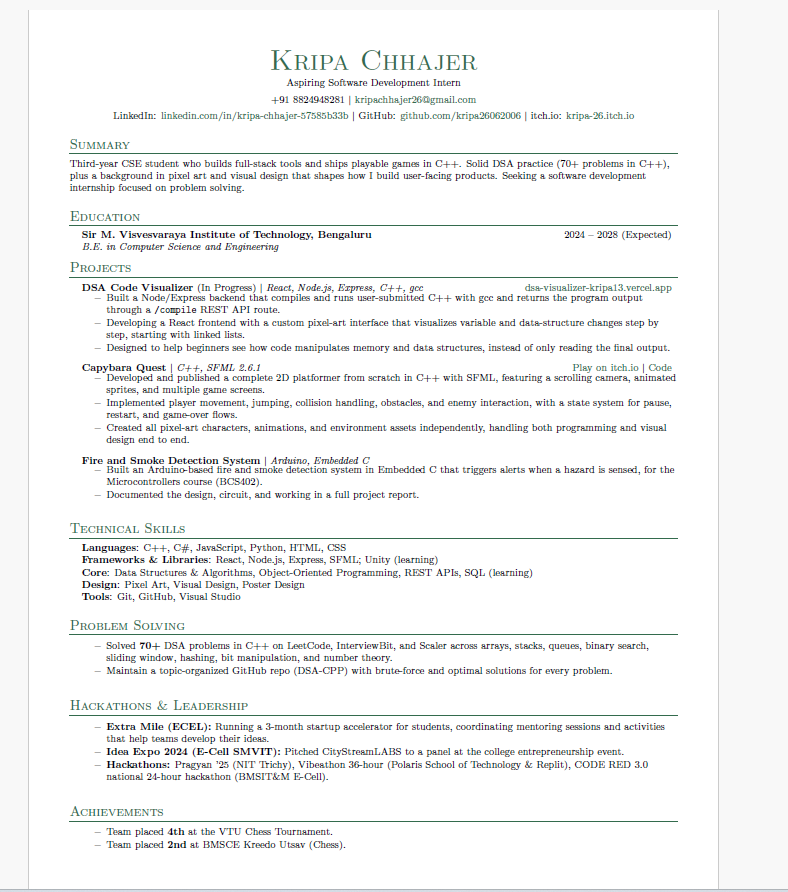 Kripa Chhajer
Aspiring Software Development Intern
+91 8824948281 | kripachhajer26@gmail.com
LinkedIn: linkedin.com/in/kripa-chhajer-57585b33b | GitHub: github.com/kripa26062006 | itch.io: kripa-26.itch.io
Summary
Third-year CSE student who builds full-stack tools and ships playable games in C++. Solid DSA practice (70+ problems in C++),
plus a background in pixel art and visual design that shapes how I build user-facing products. Seeking a software development
internship focused on problem solving.
Education
Sir M. Visvesvaraya Institute of Technology, Bengaluru 2024 – 2028 (Expected)
B.E. in Computer Science and Engineering
Projects
DSA Code Visualizer (In Progress) | React, Node.js, Express, C++, gcc dsa-visualizer-kripa13.vercel.app
– Built a Node/Express backend that compiles and runs user-submitted C++ with gcc and returns the program output
through a /compile REST API route.
– Developing a React frontend with a custom pixel-art interface that visualizes variable and data-structure changes step by
step, starting with linked lists.
– Designed to help beginners see how code manipulates memory and data structures, instead of only reading the final output.
Capybara Quest | C++, SFML 2.6.1 Play on itch.io | Code
– Developed and published a complete 2D platformer from scratch in C++ with SFML, featuring a scrolling camera, animated
sprites, and multiple game screens.
– Implemented player movement, jumping, collision handling, obstacles, and enemy interaction, with a state system for pause,
restart, and game-over flows.
– Created all pixel-art characters, animations, and environment assets independently, handling both programming and visual
design end to end.
Fire and Smoke Detection System | Arduino, Embedded C
– Built an Arduino-based fire and smoke detection system in Embedded C that triggers alerts when a hazard is sensed, for the
Microcontrollers course (BCS402).
– Documented the design, circuit, and working in a full project report.
Technical Skills
Languages: C++, C#, JavaScript, Python, HTML, CSS
Frameworks & Libraries: React, Node.js, Express, SFML; Unity (learning)
Core: Data Structures & Algorithms, Object-Oriented Programming, REST APIs, SQL (learning)
Design: Pixel Art, Visual Design, Poster Design
Tools: Git, GitHub, Visual Studio
Problem Solving
– Solved 70+ DSA problems in C++ on LeetCode, InterviewBit, and Scaler across arrays, stacks, queues, binary search,
sliding window, hashing, bit manipulation, and number theory.
– Maintain a topic-organized GitHub repo (DSA-CPP) with brute-force and optimal solutions for every problem.
Hackathons & Leadership
– Extra Mile (ECEL): Running a 3-month startup accelerator for students, coordinating mentoring sessions and activities
that help teams develop their ideas.
– Idea Expo 2024 (E-Cell SMVIT): Pitched CityStreamLABS to a panel at the college entrepreneurship event.
– Hackathons: Pragyan '25 (NIT Trichy), Vibeathon 36-hour (Polaris School of Technology & Replit), CODE RED 3.0
national 24-hour hackathon (BMSIT&M E-Cell).
Achievements
– Team placed 4th at the VTU Chess Tournament.
– Team placed 2nd at BMSCE Kreedo Utsav (Chess).